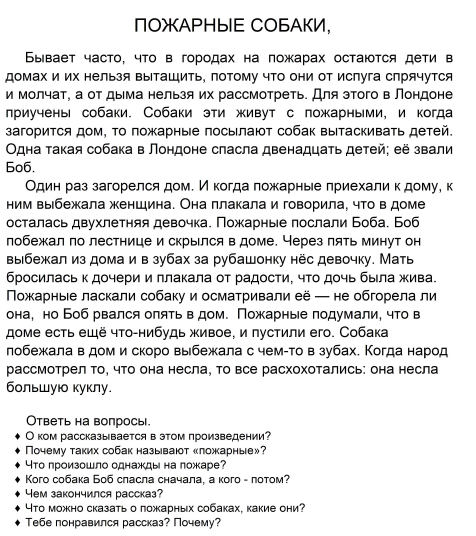 ПОЖАРНЫЕ СОБАКИ,
Бывает часто, что в городах на пожарах остаются дети в
домах и их нельзя вытащить, потому что они от испуга спрячутся
и молчат, а от дыма нельзя их рассмотреть. Для этого в Лондоне
приучены собаки. Собаки эти живут с пожарными, и когда
загорится дом, то пожарные посылают собак вытаскивать детей.
Одна такая собака в Лондоне спасла двенадцать детей; её звали
Боб.
Один раз загорелся дом. И когда пожарные приехали к дому, к
ним выбежала женщина. Она плакала и говорила, что в доме
осталась двухлетняя девочка. Пожарные послали Боба. Боб
побежал по лестнице и скрылся в доме. Через пять минут он
выбежал из дома и в зубах за рубашонку нёс девочку. Мать
бросилась к дочери и плакала от радости, что дочь была жива.
Пожарные ласкали собаку и осматривали её — не обгорела ли
она, но Боб рвался опять в дом. Пожарные подумали, что в
доме есть ещё что-нибудь живое, и пустили его. Собака
побежала в дом и скоро выбежала с чем-то в зубах. Когда народ
рассмотрел то, что она несла, то все расхохотались: она несла
большую куклу.
Ответь на вопросы.
♦ О ком рассказывается в этом произведении?
♦ Почему таких собак называют «пожарные»?
♦ Что произошло однажды на пожаре?
♦ Кого собака Боб спасла сначала, а кого - потом?
♦ Чем закончился рассказ?
♦ Что можно сказать о пожарных собаках, какие они?
♦ Тебе понравился рассказ? Почему?